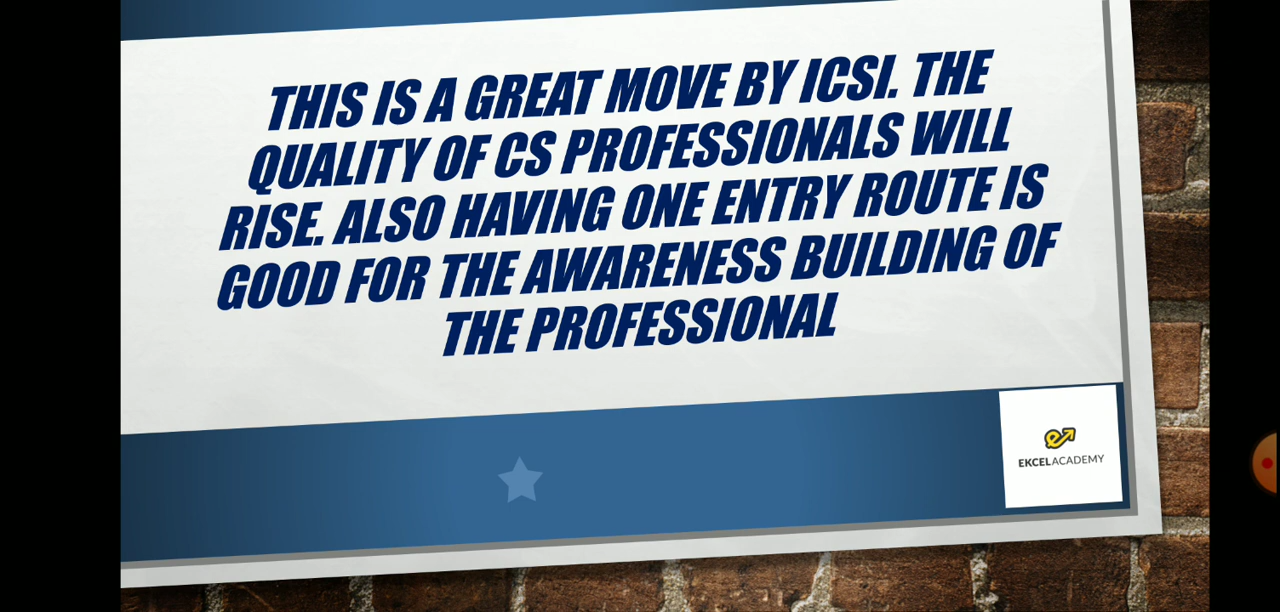 THIS IS A GREAT MOVE BY ICSI. THE
QUALITY OF CS PROFESSIONALS WILL
RISE. ALSO HAVING ONE ENTRY ROUTE IS
GOOD FOR THE AWARENESS BUILDING OF
THE PROFESSIONAL
EKCELACADEMY